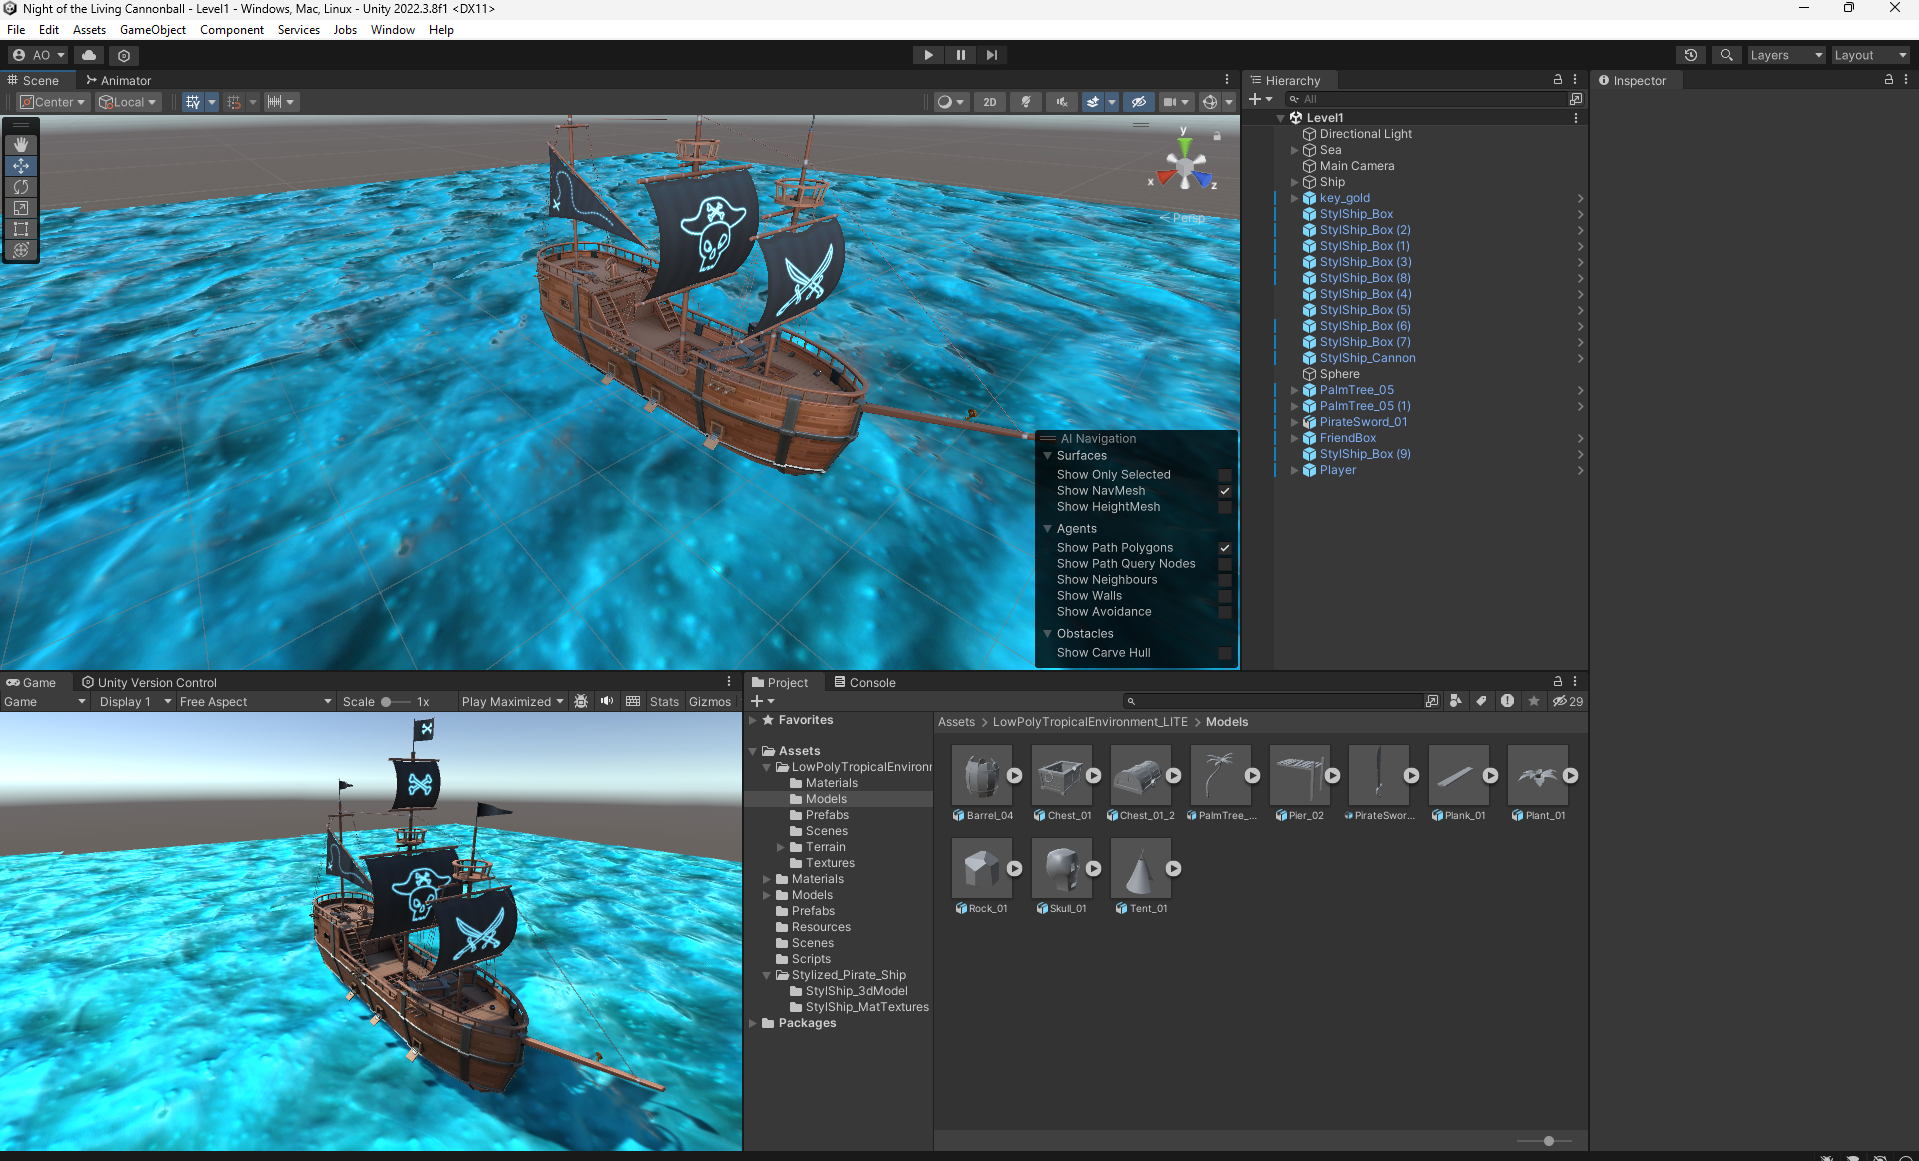 Night of the Living Cannonball - Level1 - Windows, Mac, Linux - Unity 2022.3.8f1 <DX11>
File Edit Assets GameObject Component Services Jobs Window Help
AO Layers Layout
Scene Animator
Center Local 2D
y
x
z
Persp
AI Navigation
Surfaces
Show Only Selected
Show NavMesh
Show HeightMesh
Agents
Show Path Polygons
Show Path Query Nodes
Show Neighbours
Show Walls
Show Avoidance
Obstacles
Show Carve Hull
Hierarchy
All
Level1
Directional Light
Sea
Main Camera
Ship
key_gold
StylShip_Box
StylShip_Box (2)
StylShip_Box (1)
StylShip_Box (3)
StylShip_Box (8)
StylShip_Box (4)
StylShip_Box (5)
StylShip_Box (6)
StylShip_Box (7)
StylShip_Cannon
Sphere
PalmTree_05
PalmTree_05 (1)
PirateSword_01
FriendBox
StylShip_Box (9)
Player
Inspector
Game Unity Version Control
Game Display 1 Free Aspect Scale 1x Play Maximized Stats Gizmos
Project Console
29
Favorites
Assets
LowPolyTropicalEnvironr
Materials
Models
Prefabs
Scenes
Terrain
Textures
Materials
Models
Prefabs
Resources
Scenes
Scripts
Stylized_Pirate_Ship
StylShip_3dModel
StylShip_MatTextures
Packages
Assets > LowPolyTropicalEnvironment_LITE > Models
Barrel_04 Chest_01 Chest_01_2 PalmTree_... Pier_02 PirateSwor... Plank_01 Plant_01
Rock_01 Skull_01 Tent_01